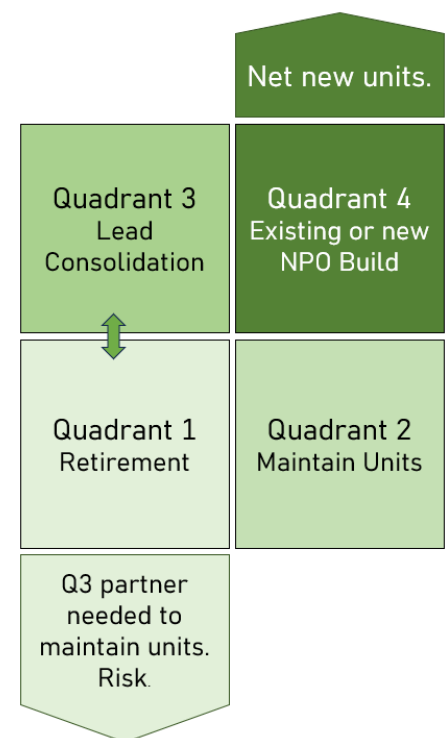 Net new units.
Quadrant 3
Lead
Consolidation
Quadrant 4
Existing or new
NPO Build
Quadrant 1
Retirement
Quadrant 2
Maintain Units
Q3 partner
needed to
maintain units.
Risk.